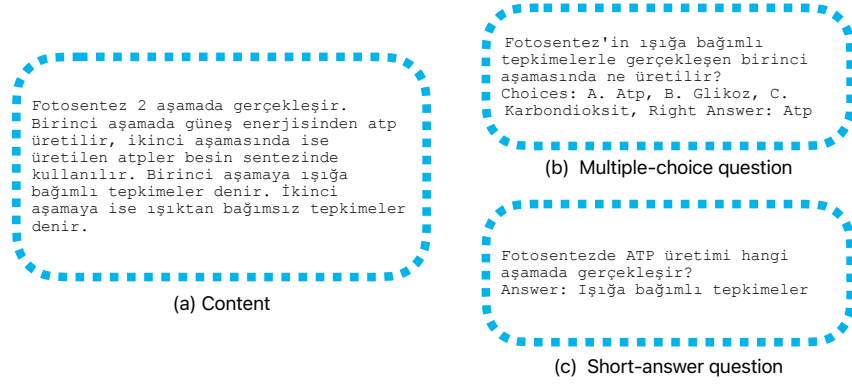 Fotosentez 2 aşamada gerçekleşir.
Birinci aşamada güneş enerjisinden atp
üretilir, ikinci aşamasında ise
üretilen atpler besin sentezinde
kullanılır. Birinci aşamaya ışığa
bağımlı tepkimeler denir. İkinci
aşamaya ise ışıktan bağımsız tepkimeler
denir.
(a) Content
Fotosentez'in ışığa bağımlı
tepkimelerle gerçekleşen birinci
aşamasında ne üretilir?
Choices: A. Atp, B. Glikoz, C.
Karbondioksit, Right Answer: Atp
(b) Multiple-choice question
Fotosentezde ATP üretimi hangi
aşamada gerçekleşir?
Answer: Işığa bağımlı tepkimeler
(c) Short-answer question